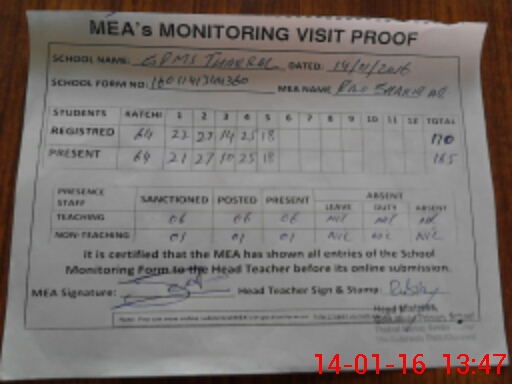 MEA's MONITORING VISIT PROOF
SCHOOL NAME: GPMS THARRAL DATED: 14/01/2016
SCHOOL FORM NO: MEA NAME
STUDENTS KATCHI 1 2 3 4 5 6 7 8 9 10 11 12 TOTAL
REGISTRED 64 22 27 14 25 18 170
PRESENT 64 21 27 10 25 18 165
PRESENCE STAFF SANCTIONED POSTED PRESENT ABSENT
LEAVE DUTY ABSENT
TEACHING 06 06 06 NIL NIL NIL
NON-TEACHING 01 01 01 NIL NIL NIL
It is certified that the MEA has shown all entries of the School
Monitoring Form to the Head Teacher before its online submission.
MEA Signature: Head Teacher Sign & Stamp:
Head Mistress
14-01-16 13:47